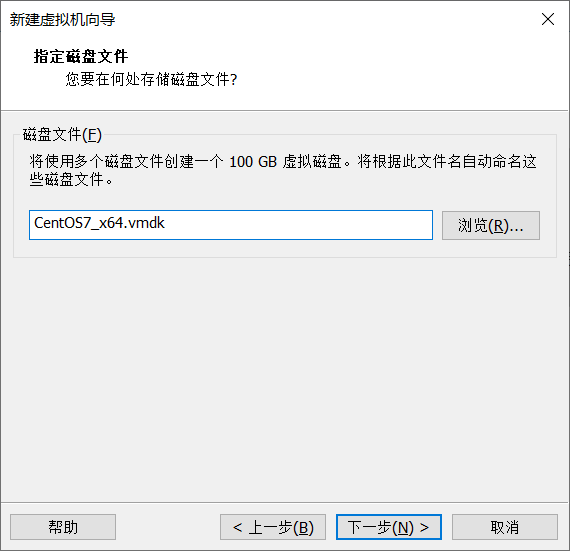 新建虚拟机向导
指定磁盘文件
您要在何处存储磁盘文件?
磁盘文件(F)
将使用多个磁盘文件创建一个 100 GB 虚拟磁盘。将根据此文件名自动命名这
些磁盘文件。
CentOS7_x64.vmdk
浏览(R)...
帮助
< 上一步(B)
下一步(N) >
取消